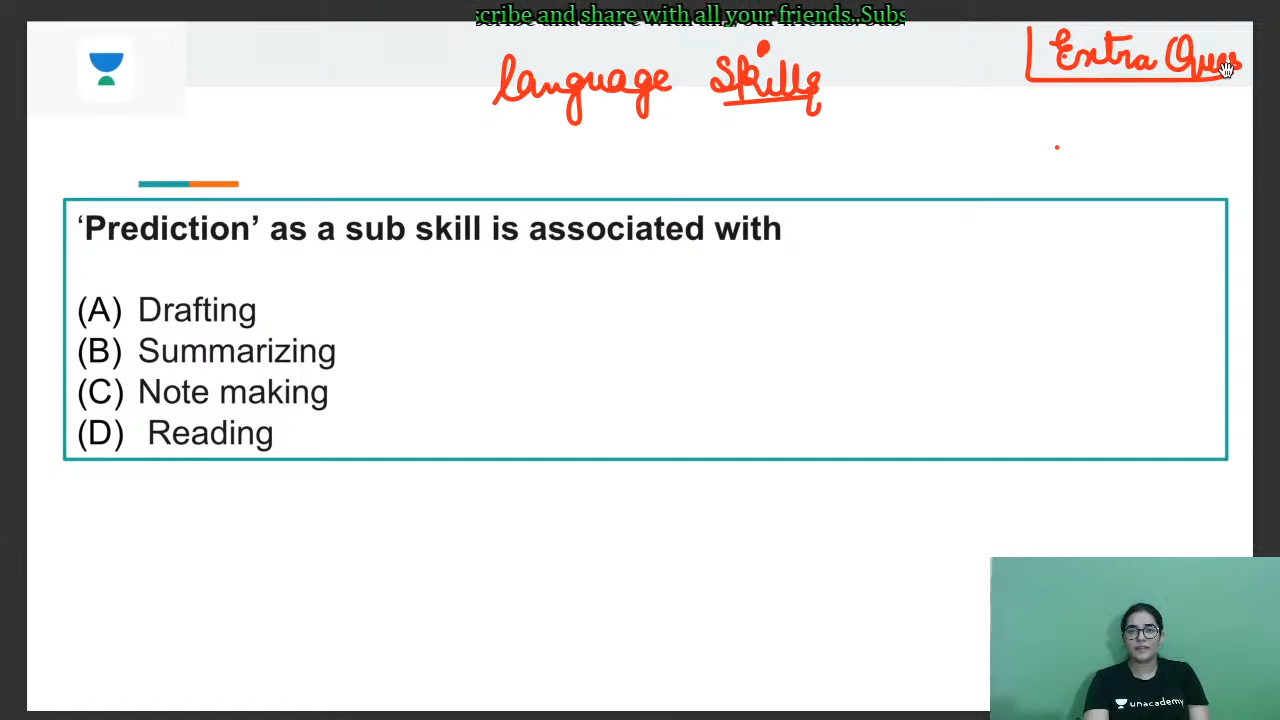 scribe and share with all your friends..Subs
language skills
Extra Ques
‘Prediction’ as a sub skill is associated with
(A) Drafting
(B) Summarizing
(C) Note making
(D) Reading
unacademy